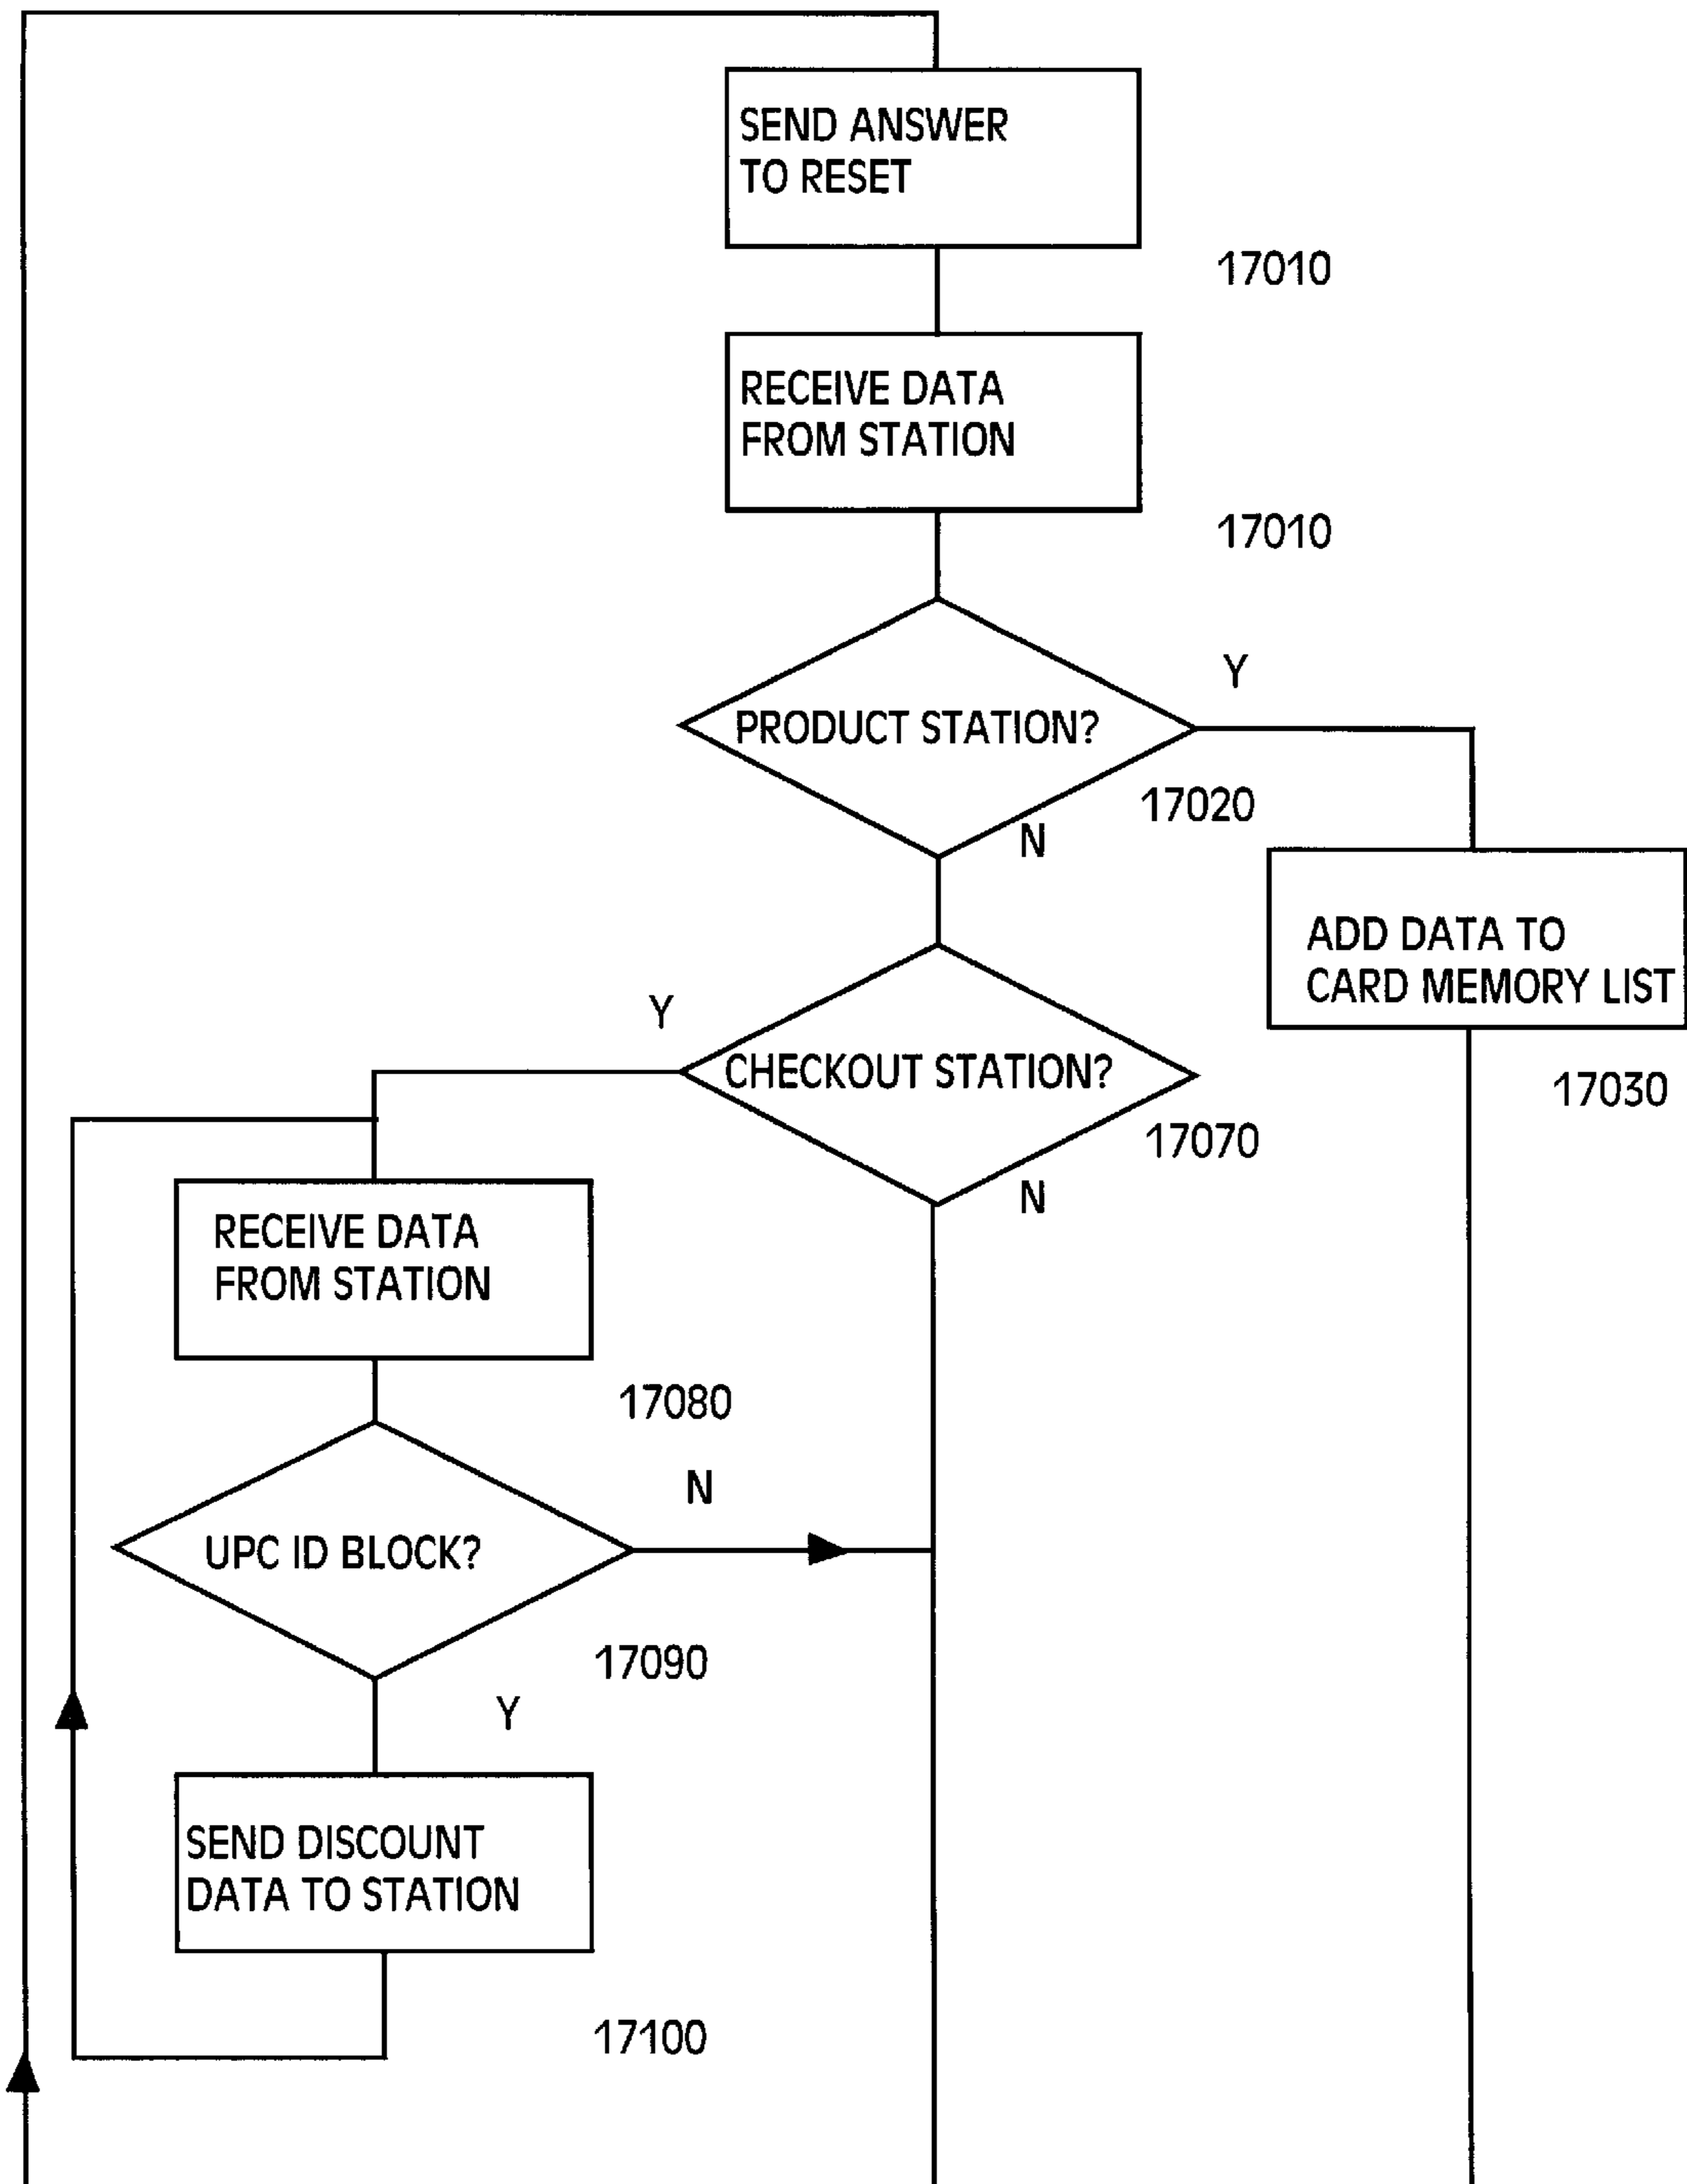 SEND ANSWER
TO RESET
17010
RECEIVE DATA
FROM STATION
17010
Y
PRODUCT STATION?
17020
N
ADD DATA TO
CARD MEMORY LIST
17030
Y
CHECKOUT STATION?
17070
N
RECEIVE DATA
FROM STATION
17080
N
UPC ID BLOCK?
17090
Y
SEND DISCOUNT
DATA TO STATION
17100